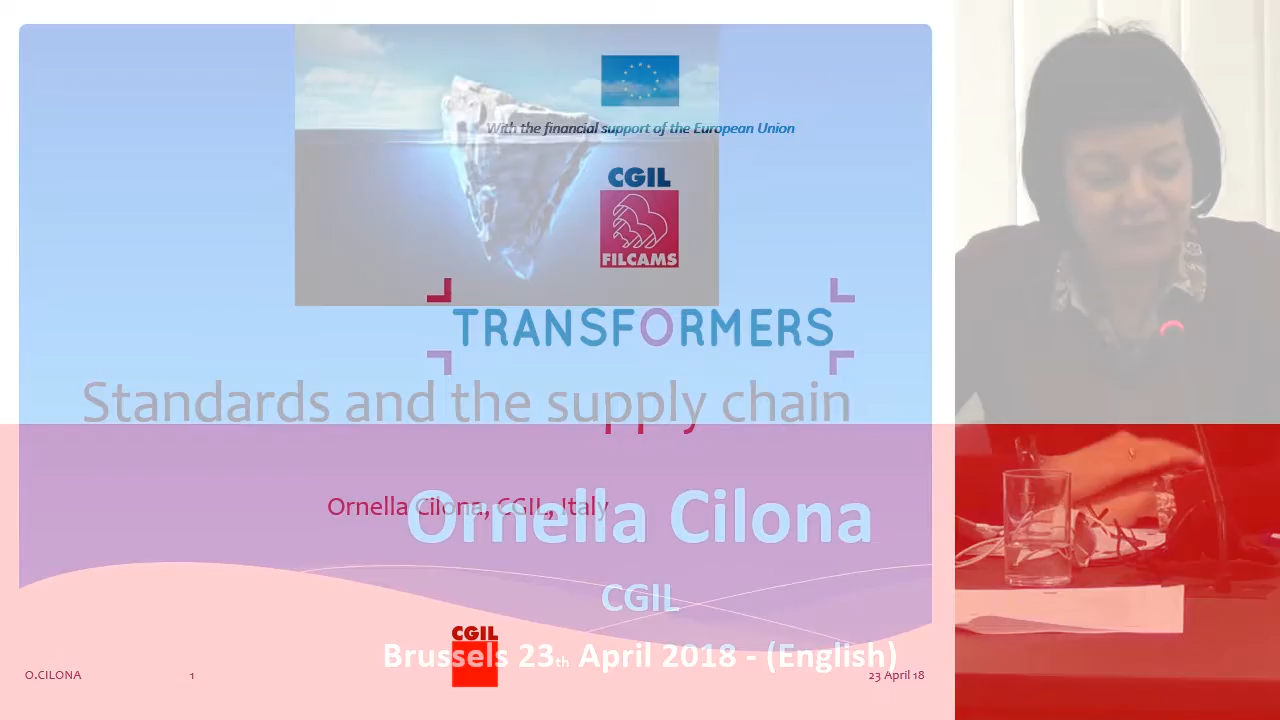 With the financial support of the European Union
CGIL
FILCAMS
TRANSFORMERS
Standards and the supply chain
Ornella Cilona, CGIL, Italy
Ornella Cilona
CGIL
CGIL
Brussels 23th April 2018 - (English)
O.CILONA
1
23 April 18